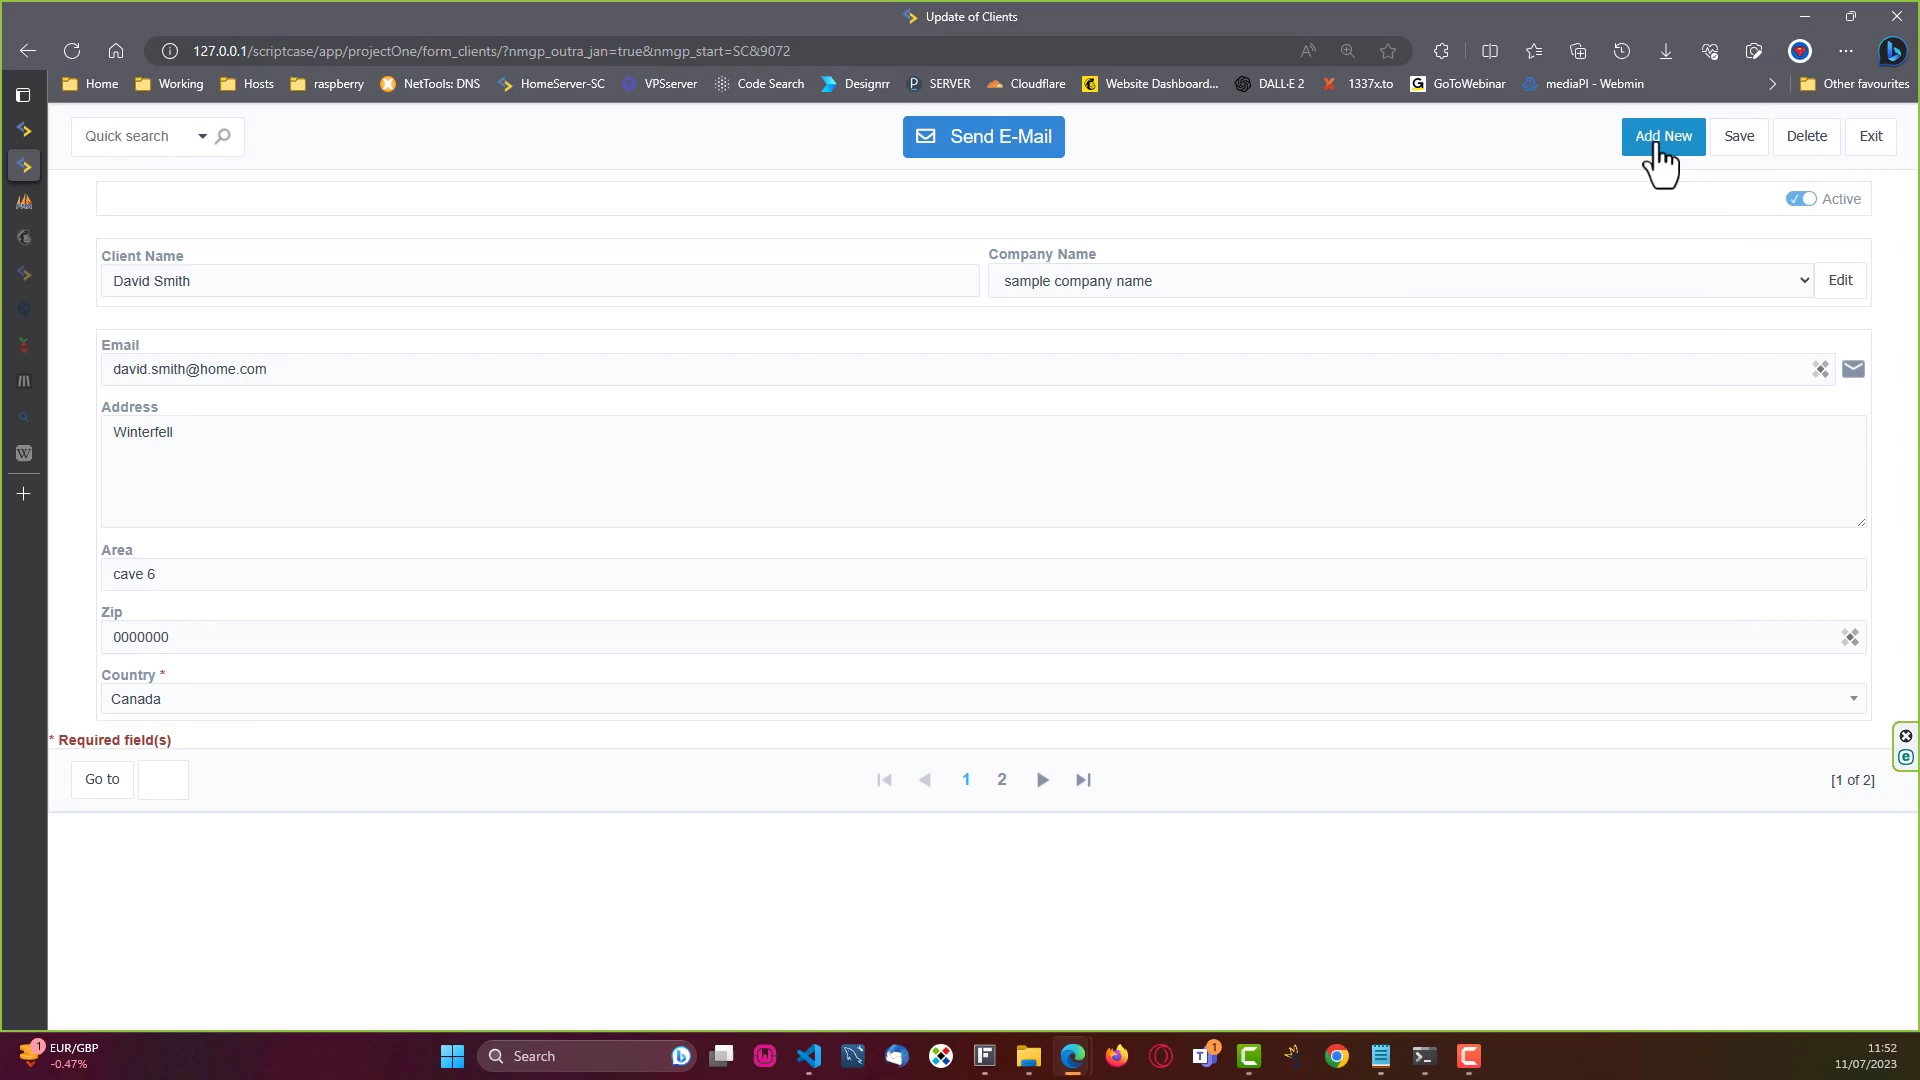 Update of Clients
127.0.0.1/scriptcase/app/projectOne/form_clients/?nmgp_outra_jan=true&nmgp_start=SC&9072
Home Working Hosts raspberry NetTools: DNS HomeServer-SC VPSserver Code Search Designrr SERVER Cloudflare Website Dashboard... DALL·E 2 1337x.to GoToWebinar mediaPI - Webmin Other favourites
Quick search Send E-Mail Add New Save Delete Exit
Active
Client Name Company Name
David Smith sample company name Edit
Email
david.smith@home.com
Address
Winterfell
Area
cave 6
Zip
0000000
Country *
Canada
* Required field(s)
Go to 1 2 [1 of 2]
1 EUR/GBP
-0.47%
Search
1
11:52
11/07/2023